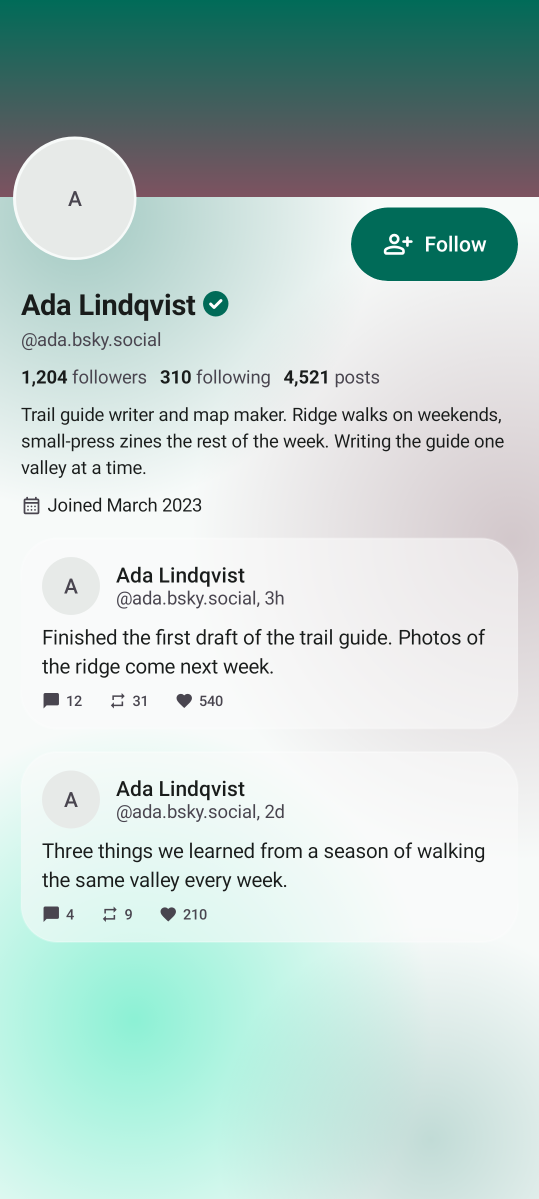 A
Follow
Ada Lindqvist
@ada.bsky.social
1,204 followers 310 following 4,521 posts
Trail guide writer and map maker. Ridge walks on weekends,
small-press zines the rest of the week. Writing the guide one
valley at a time.
Joined March 2023
A
Ada Lindqvist
@ada.bsky.social, 3h
Finished the first draft of the trail guide. Photos of
the ridge come next week.
12 31 540
A
Ada Lindqvist
@ada.bsky.social, 2d
Three things we learned from a season of walking
the same valley every week.
4 9 210